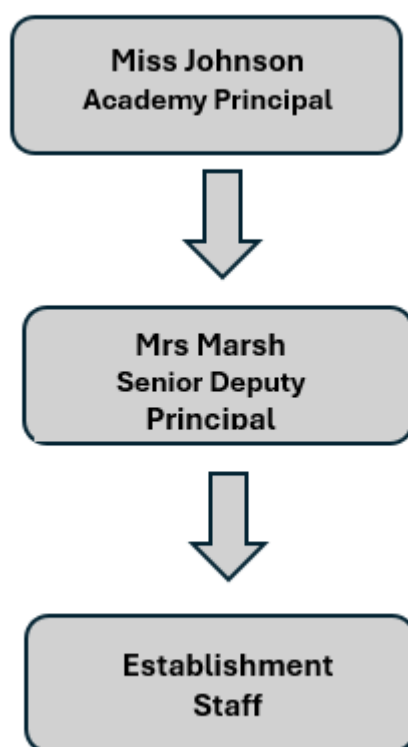 Miss Johnson
Academy Principal
Mrs Marsh
Senior Deputy
Principal
Establishment
Staff